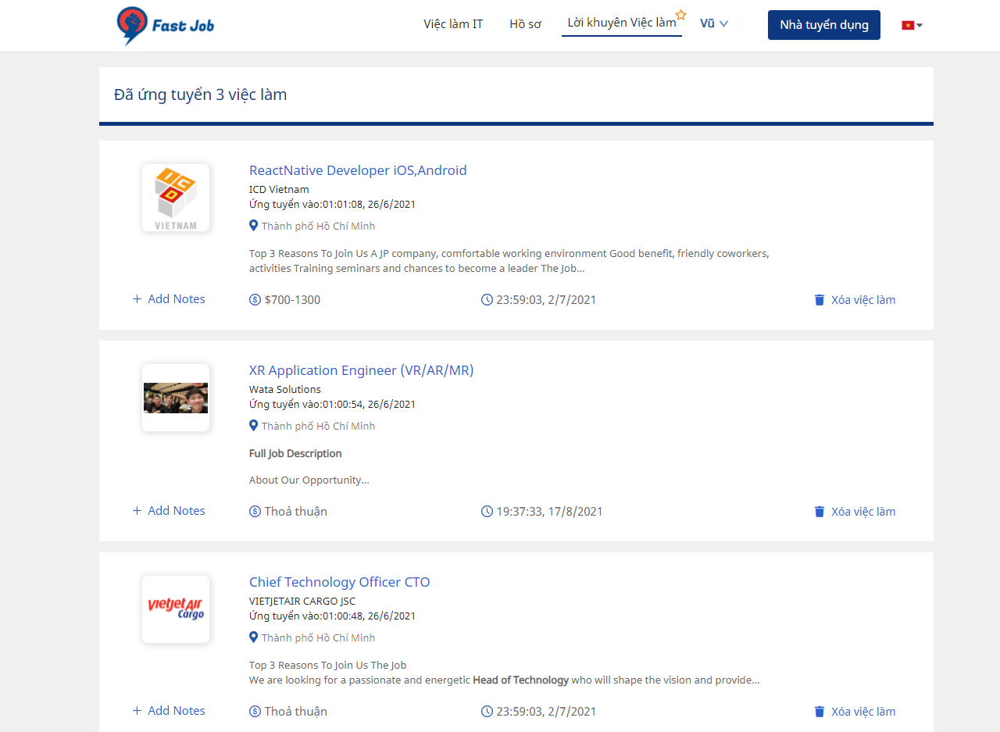 Fast Job
Việc làm IT
Hồ sơ
Lời khuyên Việc làm
Vũ
Nhà tuyển dụng
Đã ứng tuyển 3 việc làm
ICD
VIETNAM
ReactNative Developer iOS,Android
ICD Vietnam
Ứng tuyển vào:01:01:08, 26/6/2021
Thành phố Hồ Chí Minh
Top 3 Reasons To Join Us A JP company, comfortable working environment Good benefit, friendly coworkers,
activities Training seminars and chances to become a leader The Job...
+ Add Notes
$700-1300
23:59:03, 2/7/2021
Xóa việc làm
XR Application Engineer (VR/AR/MR)
Wata Solutions
Ứng tuyển vào:01:00:54, 26/6/2021
Thành phố Hồ Chí Minh
Full Job Description
About Our Opportunity...
+ Add Notes
Thoả thuận
19:37:33, 17/8/2021
Xóa việc làm
vietjet Air
Cargo
Chief Technology Officer CTO
VIETJETAIR CARGO JSC
Ứng tuyển vào:01:00:48, 26/6/2021
Thành phố Hồ Chí Minh
Top 3 Reasons To Join Us The Job
We are looking for a passionate and energetic Head of Technology who will shape the vision and provide...
+ Add Notes
Thoả thuận
23:59:03, 2/7/2021
Xóa việc làm